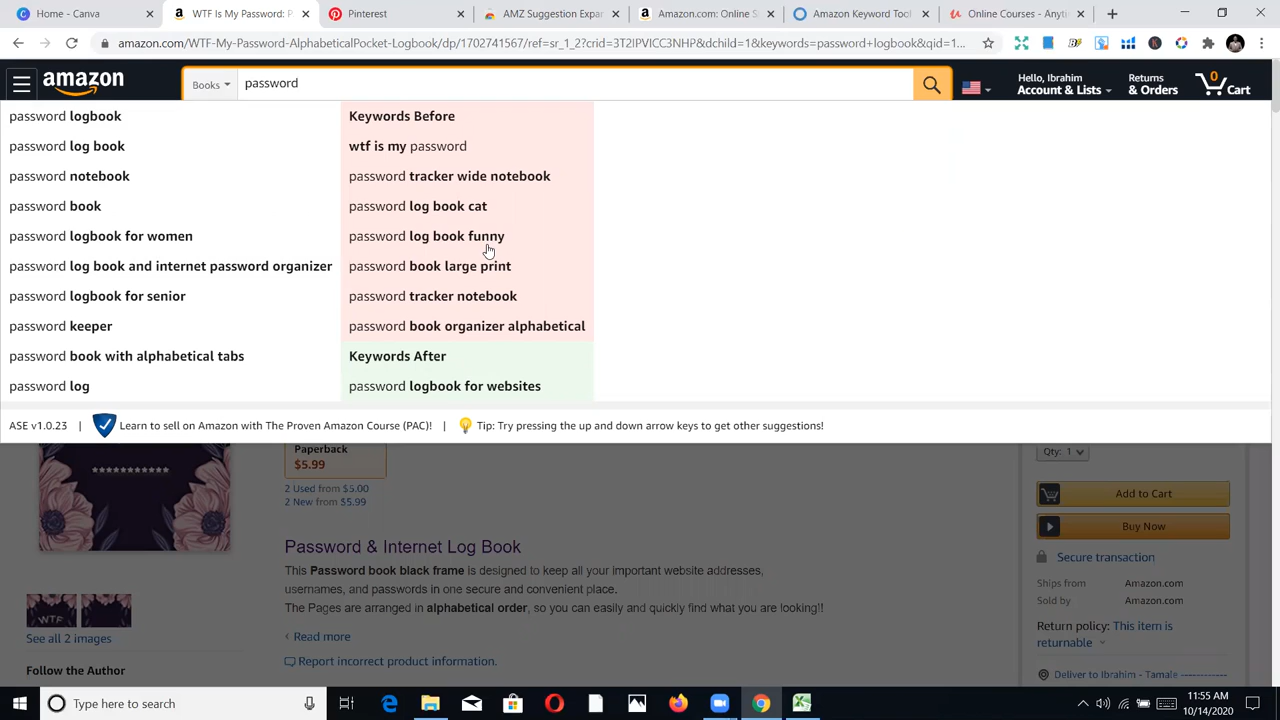 Home - Canva
WTF Is My Password: P
Pinterest
AMZ Suggestion Expa
Amazon.com: Online S
Amazon Keyword Tool
Online Courses - Anyti
amazon.com/WTF-My-Password-AlphabeticalPocket-Logbook/dp/1702741567/ref=sr_1_2?crid=3T2IPVICC3NHP&dchild=1&keywords=password+logbook&qid=1...
amazon
Books
password
Hello, Ibrahim
Account & Lists
Returns
& Orders
0
Cart
password logbook
password log book
password notebook
password book
password logbook for women
password log book and internet password organizer
password logbook for senior
password keeper
password book with alphabetical tabs
password log
Keywords Before
wtf is my password
password tracker wide notebook
password log book cat
password log book funny
password book large print
password tracker notebook
password book organizer alphabetical
Keywords After
password logbook for websites
ASE v1.0.23 | Learn to sell on Amazon with The Proven Amazon Course (PAC)! | Tip: Try pressing the up and down arrow keys to get other suggestions!
***********
Paperback
$5.99
2 Used from $5.00
2 New from $5.99
Password & Internet Log Book
This Password book black frame is designed to keep all your important website addresses,
usernames, and passwords in one secure and convenient place.
The Pages are arranged in alphabetical order, so you can easily and quickly find what you are looking!!
Read more
Report incorrect product information.
WTF
See all 2 images
Follow the Author
Qty: 1
Add to Cart
Buy Now
Secure transaction
Ships from Amazon.com
Sold by Amazon.com
Return policy: This item is
returnable
Deliver to Ibrahim - Tamale ------------
Type here to search
11:55 AM
10/14/2020